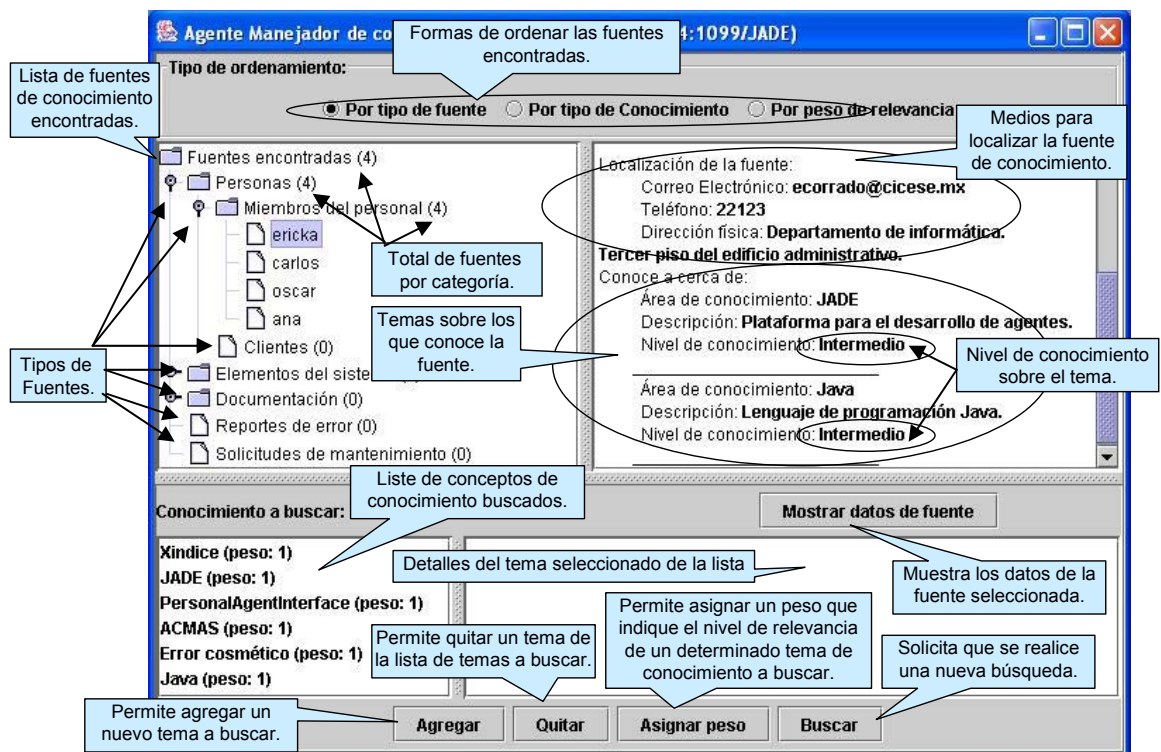 Agente Manejador de co
4:1099/JADE)
Formas de ordenar las fuentes
encontradas.
Tipo de ordenamiento:
Lista de fuentes
de conocimiento
encontradas.
Por tipo de fuente
Por tipo de Conocimiento
Por peso de relevancia
Medios para
localizar la fuente
de conocimiento.
Fuentes encontradas (4)
Personas (4)
Miembros del personal (4)
ericka
carlos
oscar
ana
Clientes (0)
Elementos del siste
Documentación (0)
Reportes de error (0)
Solicitudes de mantenimiento (0)
Total de fuentes
por categoría.
Temas sobre los
que conoce la
fuente.
Tipos de
Fuentes.
Localización de la fuente:
Correo Electrónico: ecorrado@cicese.mx
Teléfono: 22123
Dirección física: Departamento de informática.
Tercer piso del edificio administrativo.
Conoce a cerca de:
Área de conocimiento: JADE
Descripción: Plataforma para el desarrollo de agentes.
Nivel de conocimiento: Intermedio
Área de conocimiento: Java
Descripción: Lenguaje de programación Java.
Nivel de conocimiento: Intermedio
Nivel de conocimiento
sobre el tema.
Liste de conceptos de
conocimiento buscados.
Conocimiento a buscar:
Mostrar datos de fuente
Xindice (peso: 1)
JADE (peso: 1)
PersonalAgentInterface (peso: 1)
ACMAS (peso: 1)
Error cosmético (peso: 1)
Java (peso: 1)
Detalles del tema seleccionado de la lista
Muestra los datos de la
fuente seleccionada.
Permite quitar un tema de
la lista de temas a buscar.
Permite asignar un peso que
indique el nivel de relevancia
de un determinado tema de
conocimiento a buscar.
Solicita que se realice
una nueva búsqueda.
Permite agregar un
nuevo tema a buscar.
Agregar
Quitar
Asignar peso
Buscar